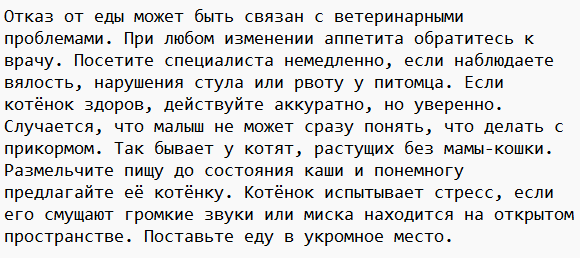 Отказ от еды может быть связан с ветеринарными
проблемами. При любом изменении аппетита обратитесь к
врачу. Посетите специалиста немедленно, если наблюдаете
вялость, нарушения стула или рвоту у питомца. Если
котёнок здоров, действуйте аккуратно, но уверенно.
Случается, что малыш не может сразу понять, что делать с
прикормом. Так бывает у котят, растущих без мамы-кошки.
Размельчите пищу до состояния каши и понемногу
предлагайте её котёнку. Котёнок испытывает стресс, если
его смущают громкие звуки или миска находится на открытом
пространстве. Поставьте еду в укромное место.